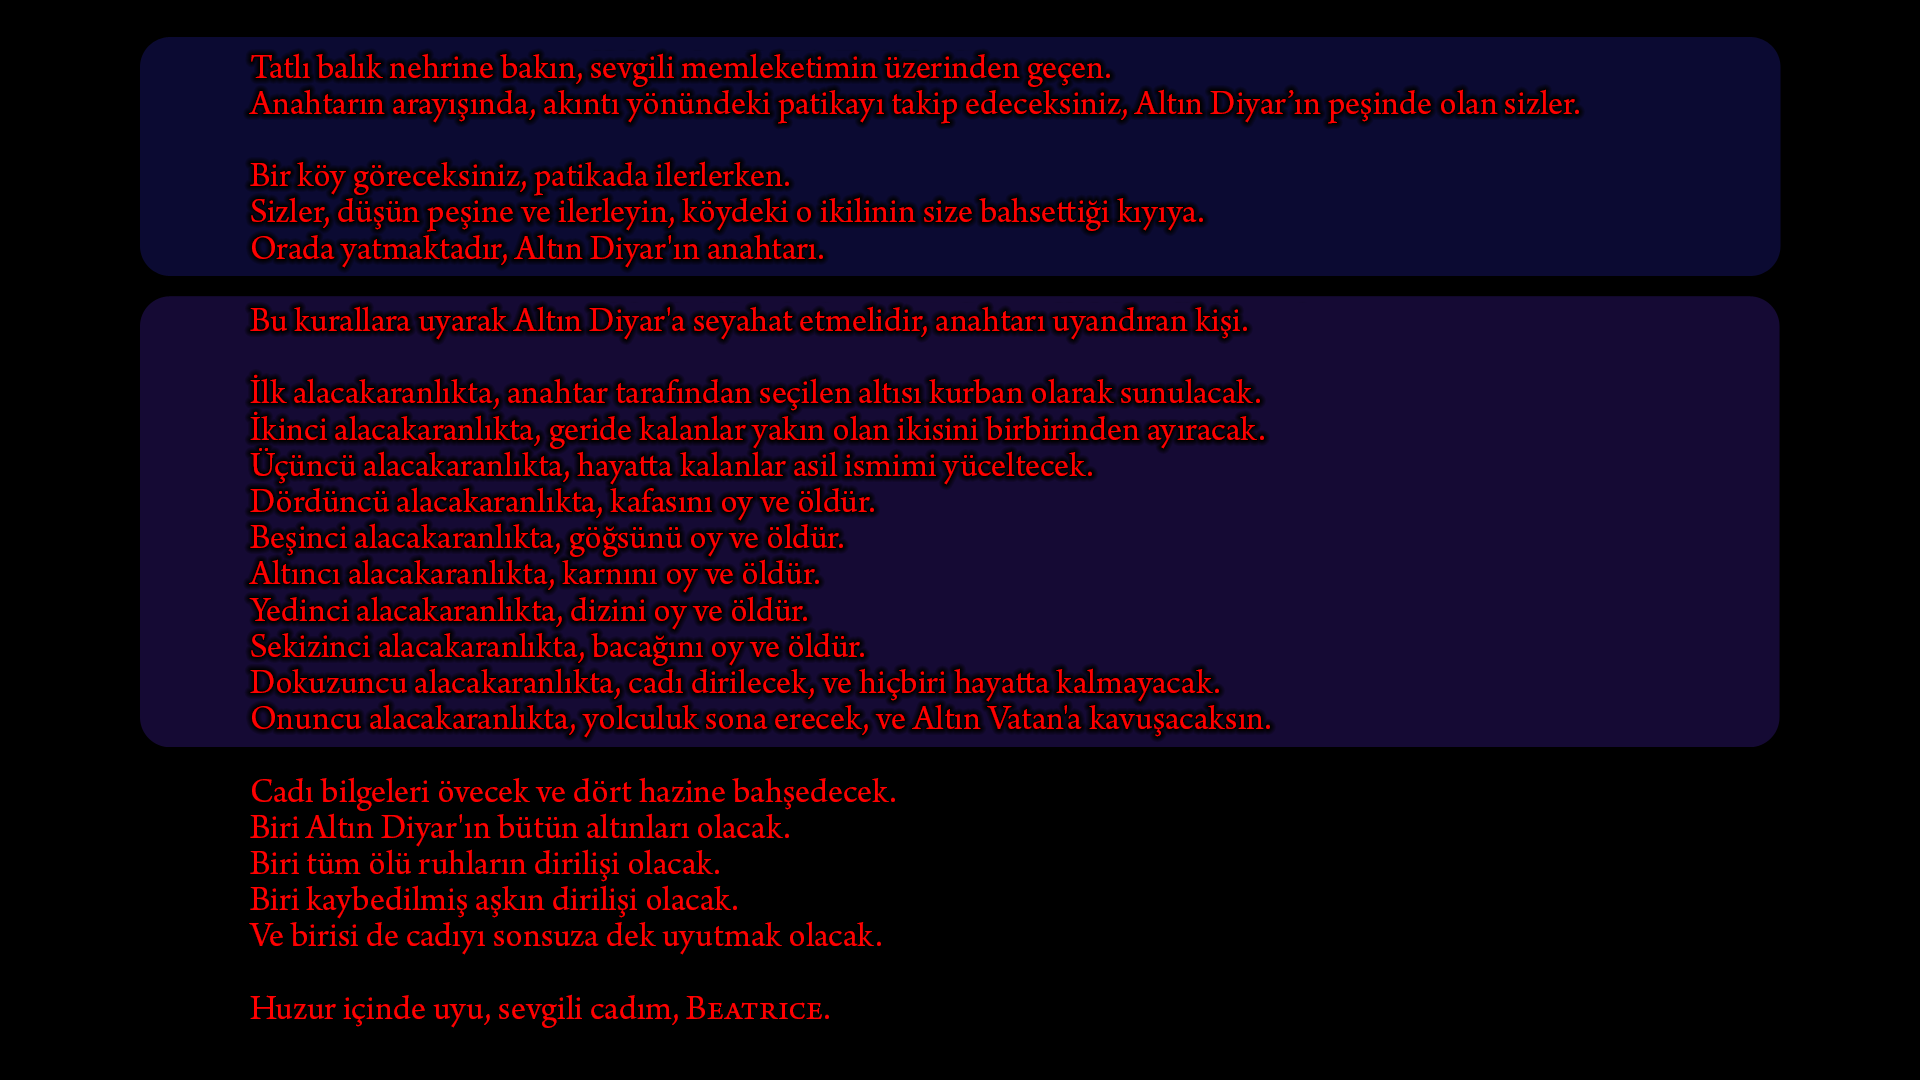 Tatlı balık nehrine bakın, sevgili memleketimin üzerinden geçen.
Anahtarın arayışında, akıntı yönündeki patikayı takip edeceksiniz, Altın Diyar’ın peşinde olan sizler.
Bir köy göreceksiniz, patikada ilerlerken.
Sizler, düşün peşine ve ilerleyin, köydeki o ikilinin size bahsettiği kıyıya.
Orada yatmaktadır, Altın Diyar'ın anahtarı.
Bu kurallara uyarak Altın Diyar'a seyahat etmelidir, anahtarı uyandıran kişi.
İlk alacakaranlıkta, anahtar tarafından seçilen altısı kurban olarak sunulacak.
İkinci alacakaranlıkta, geride kalanlar yakın olan ikisini birbirinden ayıracak.
Üçüncü alacakaranlıkta, hayatta kalanlar asil ismimi yüceltecek.
Dördüncü alacakaranlıkta, kafasını oy ve öldür.
Beşinci alacakaranlıkta, göğsünü oy ve öldür.
Altıncı alacakaranlıkta, karnını oy ve öldür.
Yedinci alacakaranlıkta, dizini oy ve öldür.
Sekizinci alacakaranlıkta, bacağını oy ve öldür.
Dokuzuncu alacakaranlıkta, cadı dirilecek, ve hiçbiri hayatta kalmayacak.
Onuncu alacakaranlıkta, yolculuk sona erecek, ve Altın Vatan'a kavuşacaksın.
Cadı bilgeleri övecek ve dört hazine bahşedecek.
Biri Altın Diyar'ın bütün altınları olacak.
Biri tüm ölü ruhların dirilişi olacak.
Biri kaybedilmiş aşkın dirilişi olacak.
Ve birisi de cadıyı sonsuza dek uyutmak olacak.
Huzur içinde uyu, sevgili cadım, BEATRICE.